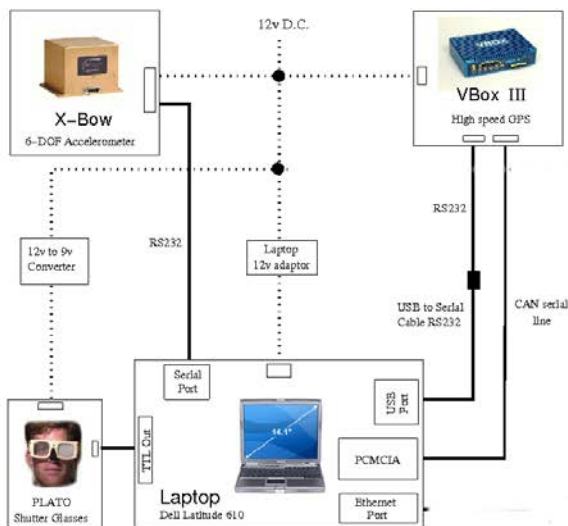 12v D.C.
VBOX
X-Bow
6-DOF Accelerometer
VBox III
High speed GPS
RS232
RS232
12v to 9v
Converter
Laptop
12v adaptor
USB to Serial
Cable RS232
CAN serial
line
Serial
Port
USB
Port
14.1"
TTL Out
PCMCIA
PLATO
Shutter Glasses
Laptop
Dell Latitude 610
Ethernet
Port